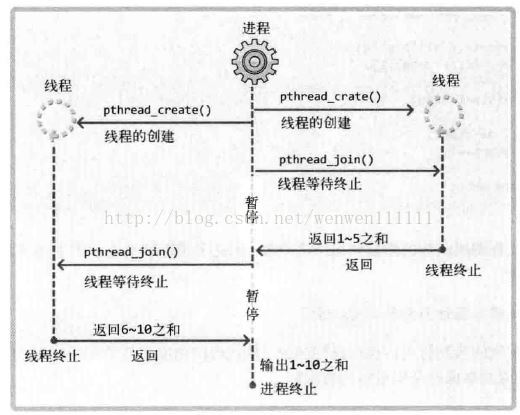 进程
线程
线程
pthread_create()
pthread_crate()
线程的创建
线程的创建
pthread_join()
线程等待终止
暂停
http://blog.csdn.net/wenwen111111
返回1~5之和
返回
线程终止
pthread_join()
线程等待终止
暂停
返回6~10之和
返回
线程终止
输出1~10之和
进程终止